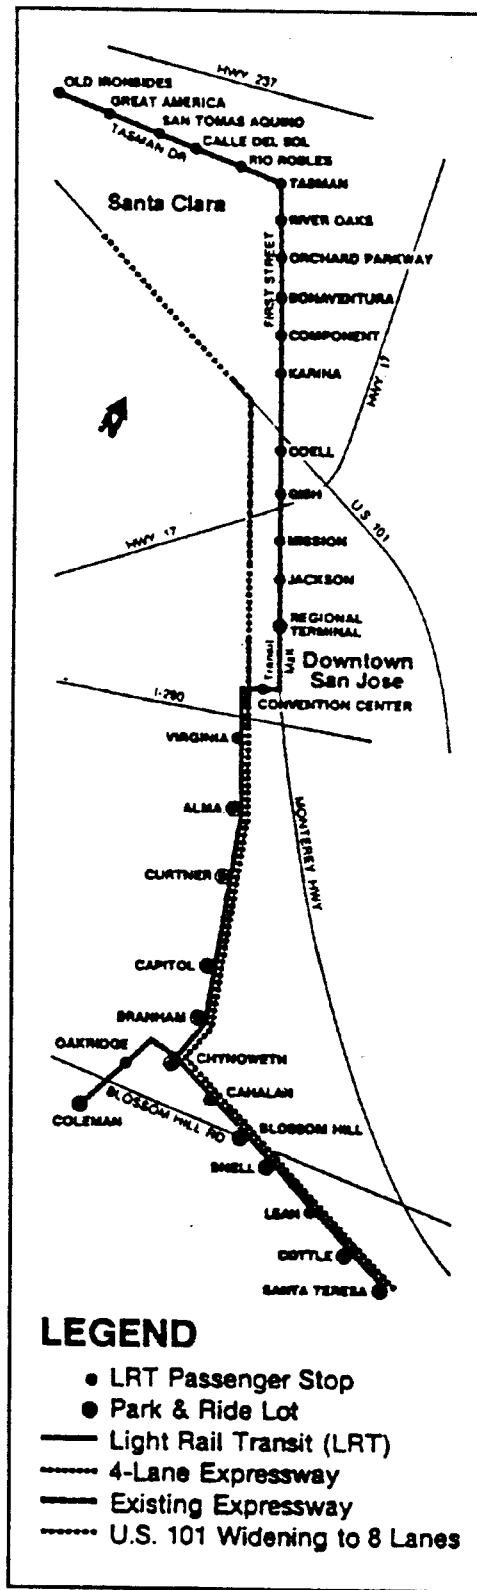 HWY 237
OLD IRONSIDES
GREAT AMERICA
SAN TOMAS AQUINO
CALLE DEL SOL
RIO ROBLES
TASMAN DR
TASMAN
Santa Clara
RIVER OAKS
FIRST STREET
ORCHARD PARKWAY
BONAVENTURA
COMPONENT
KARINA
HWY 17
ODELL
GISH
U.S. 101
HWY 17
MISSION
JACKSON
REGIONAL
TERMINAL
Transit
Mall
Downtown
San Jose
I-280
CONVENTION CENTER
VIRGINIA
ALMA
MONTEREY HWY
CURTNER
CAPITOL
BRANHAM
OAKRIDGE
CHYNOWETH
CAHALAN
COLEMAN
BLOSSOM HILL RD
BLOSSOM HILL
SNELL
LEAN
COTTLE
SANTA TERESA
LEGEND
LRT Passenger Stop
Park & Ride Lot
Light Rail Transit (LRT)
4-Lane Expressway
Existing Expressway
U.S. 101 Widening to 8 Lanes